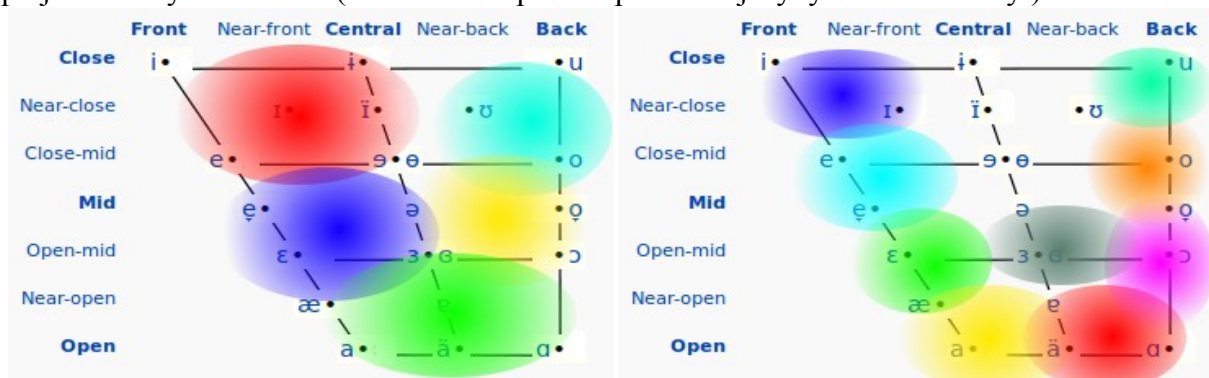 Front Near-front Central Near-back Back
Close i• ɨ• •u
Near-close ɪ• ɪ̈• •ʊ
Close-mid e• ɘ•ɵ •o
Mid e̞• ə •o̞
Open-mid ɛ• ɜ•ɞ •ɔ
Near-open æ• ɐ
Open a• ä• ɑ•
Front Near-front Central Near-back Back
Close i• ɨ• •u
Near-close ɪ• ɪ̈• •ʊ
Close-mid e• ɘ•ɵ •o
Mid e̞• ə •o̞
Open-mid ɛ• ɜ•ɞ •ɔ
Near-open æ• ɐ
Open a• ä• ɑ•